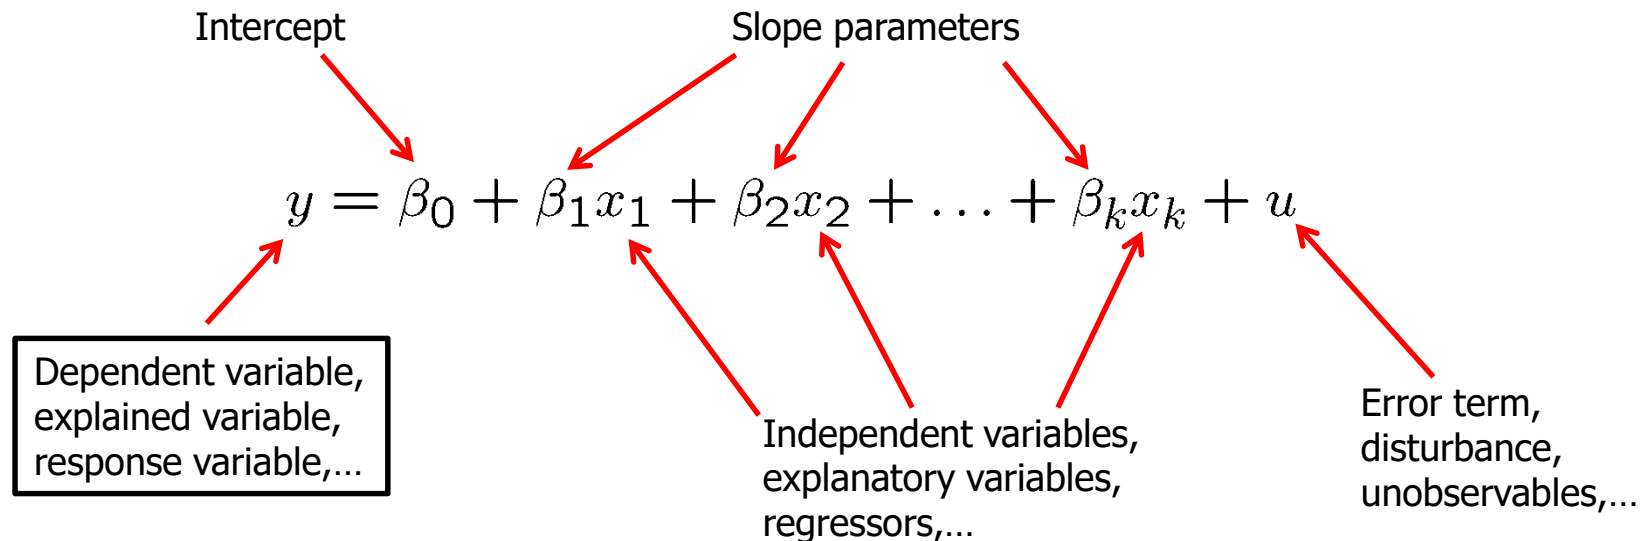 Intercept
Slope parameters
y = β₀ + β₁x₁ + β₂x₂ + … + βₖxₖ + u
Dependent variable,
explained variable,
response variable,…
Independent variables,
explanatory variables,
regressors,…
Error term,
disturbance,
unobservables,…